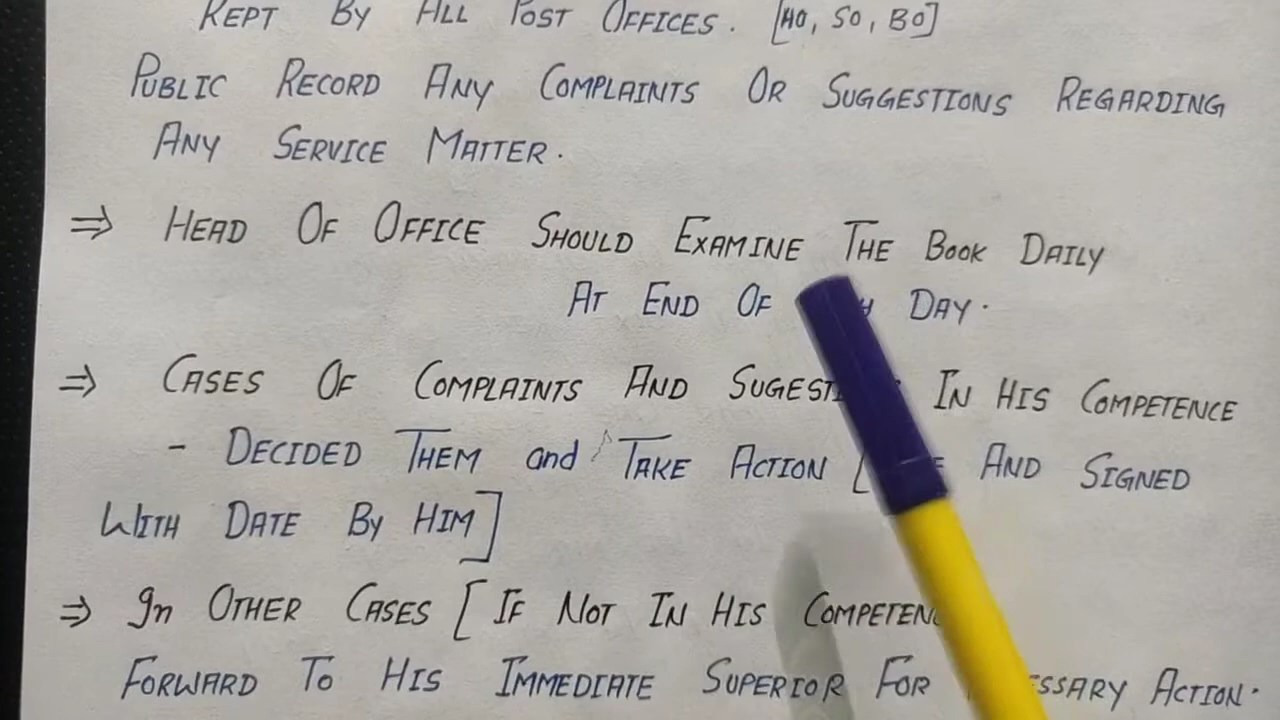 KEPT BY ALL POST OFFICES. [HO, SO, BO]
PUBLIC RECORD ANY COMPLAINTS OR SUGGESTIONS REGARDING
ANY SERVICE MATTER.
⇒ HEAD OF OFFICE SHOULD EXAMINE THE BOOK DAILY
AT END OF DAY.
⇒ CASES OF COMPLAINTS AND IN HIS COMPETENCE
- DECIDED THEM and TAKE ACTION [ AND SIGNED
WITH DATE BY HIM]
⇒ In OTHER CASES [ IF NOT IN HIS
FORWARD TO HIS IMMEDIATE SUPERIOR FOR ACTION.